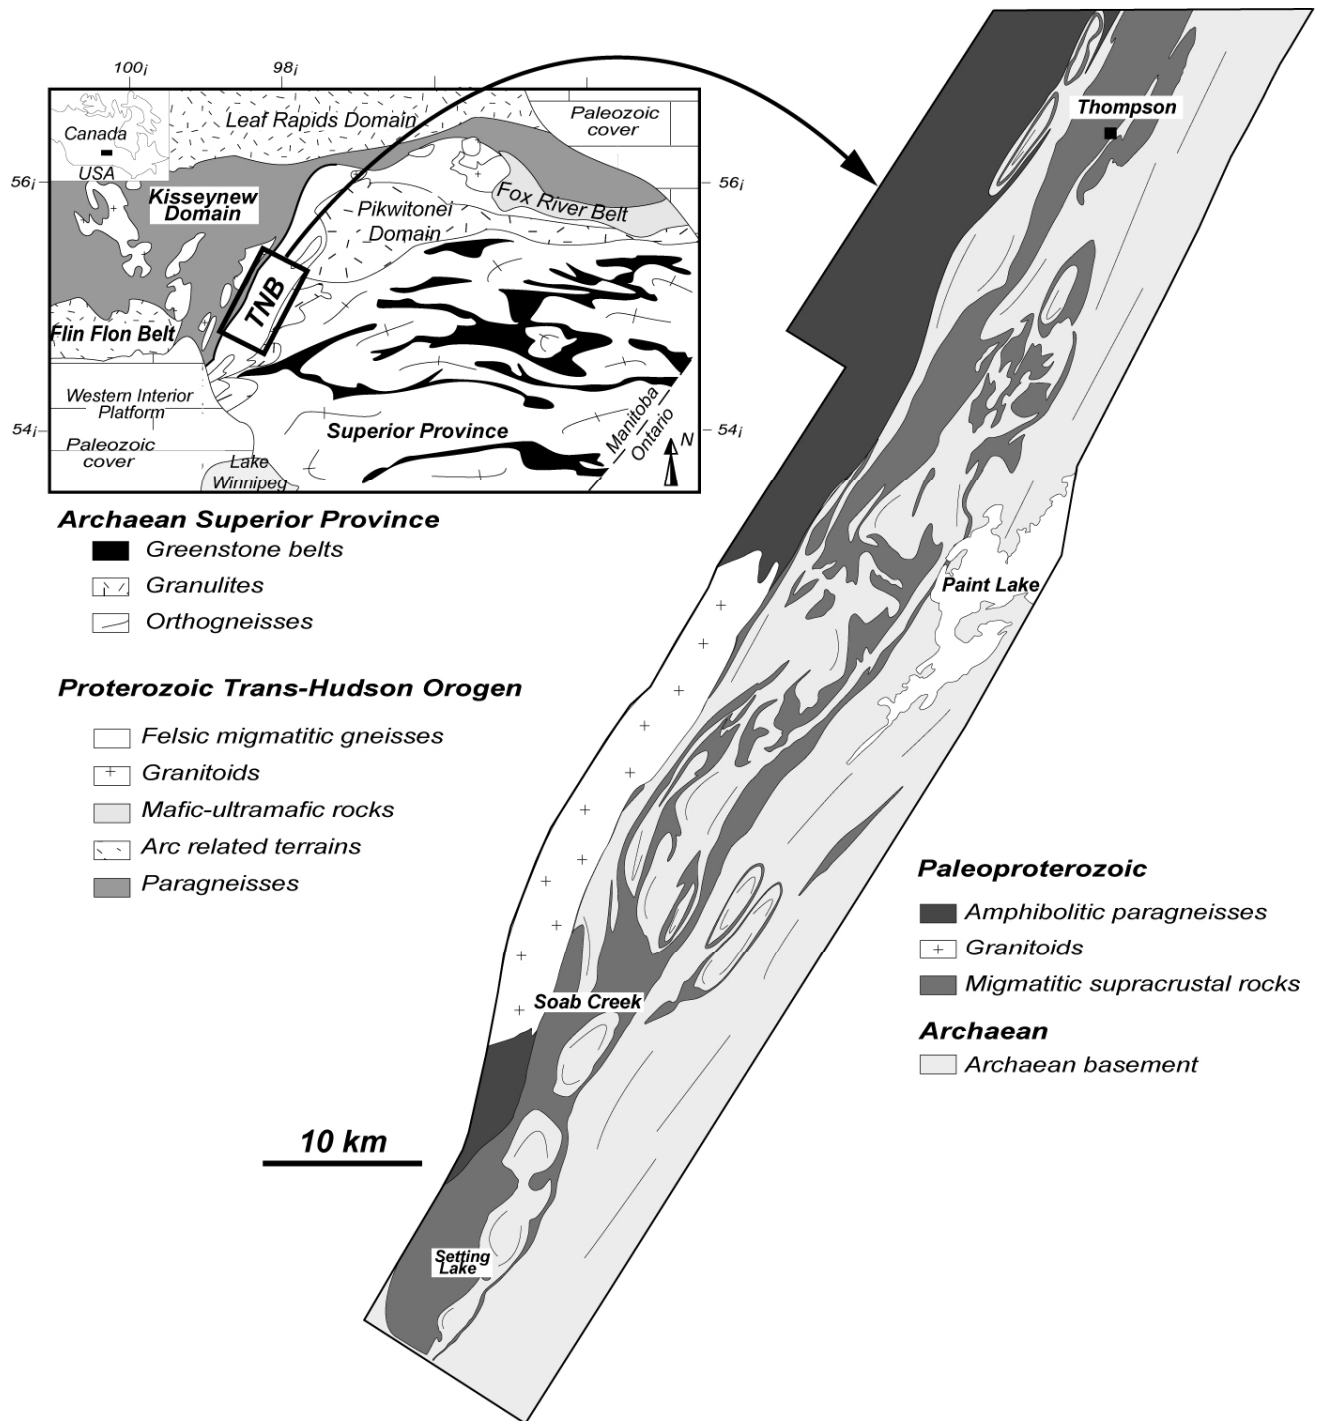 100¡
98¡
Canada
USA
Leaf Rapids Domain
Paleozoic
cover
56¡
56¡
Kisseynew
Domain
Pikwitonei
Domain
Fox River Belt
TNB
Flin Flon Belt
Western Interior
Platform
54¡
54¡
Paleozoic
cover
Superior Province
Manitoba
Ontario
N
Lake
Winnipeg
Archaean Superior Province
Greenstone belts
Granulites
Orthogneisses
Proterozoic Trans-Hudson Orogen
Felsic migmatitic gneisses
Granitoids
Mafic-ultramafic rocks
Arc related terrains
Paragneisses
10 km
Thompson
Paint Lake
Soab Creek
Setting
Lake
Paleoproterozoic
Amphibolitic paragneisses
Granitoids
Migmatitic supracrustal rocks
Archaean
Archaean basement